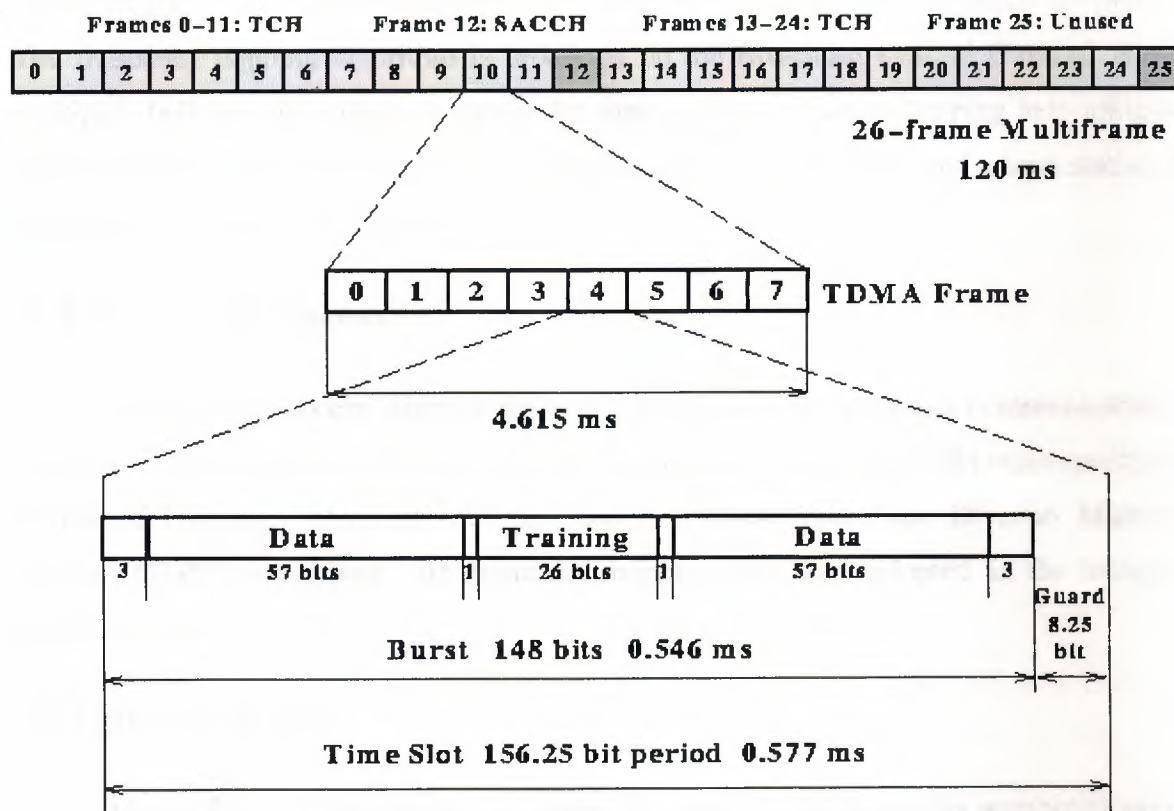 Frames 0–11: TCH Frame 12: SACCH Frames 13–24: TCH Frame 25: Unused
0 1 2 3 4 5 6 7 8 9 10 11 12 13 14 15 16 17 18 19 20 21 22 23 24 25
26–frame Multiframe
120 ms
0 1 2 3 4 5 6 7 TDMA Frame
4.615 ms
Data Training Data
3 57 bits 1 26 bits 1 57 bits 3
Guard
8.25
bit
Burst 148 bits 0.546 ms
Time Slot 156.25 bit period 0.577 ms